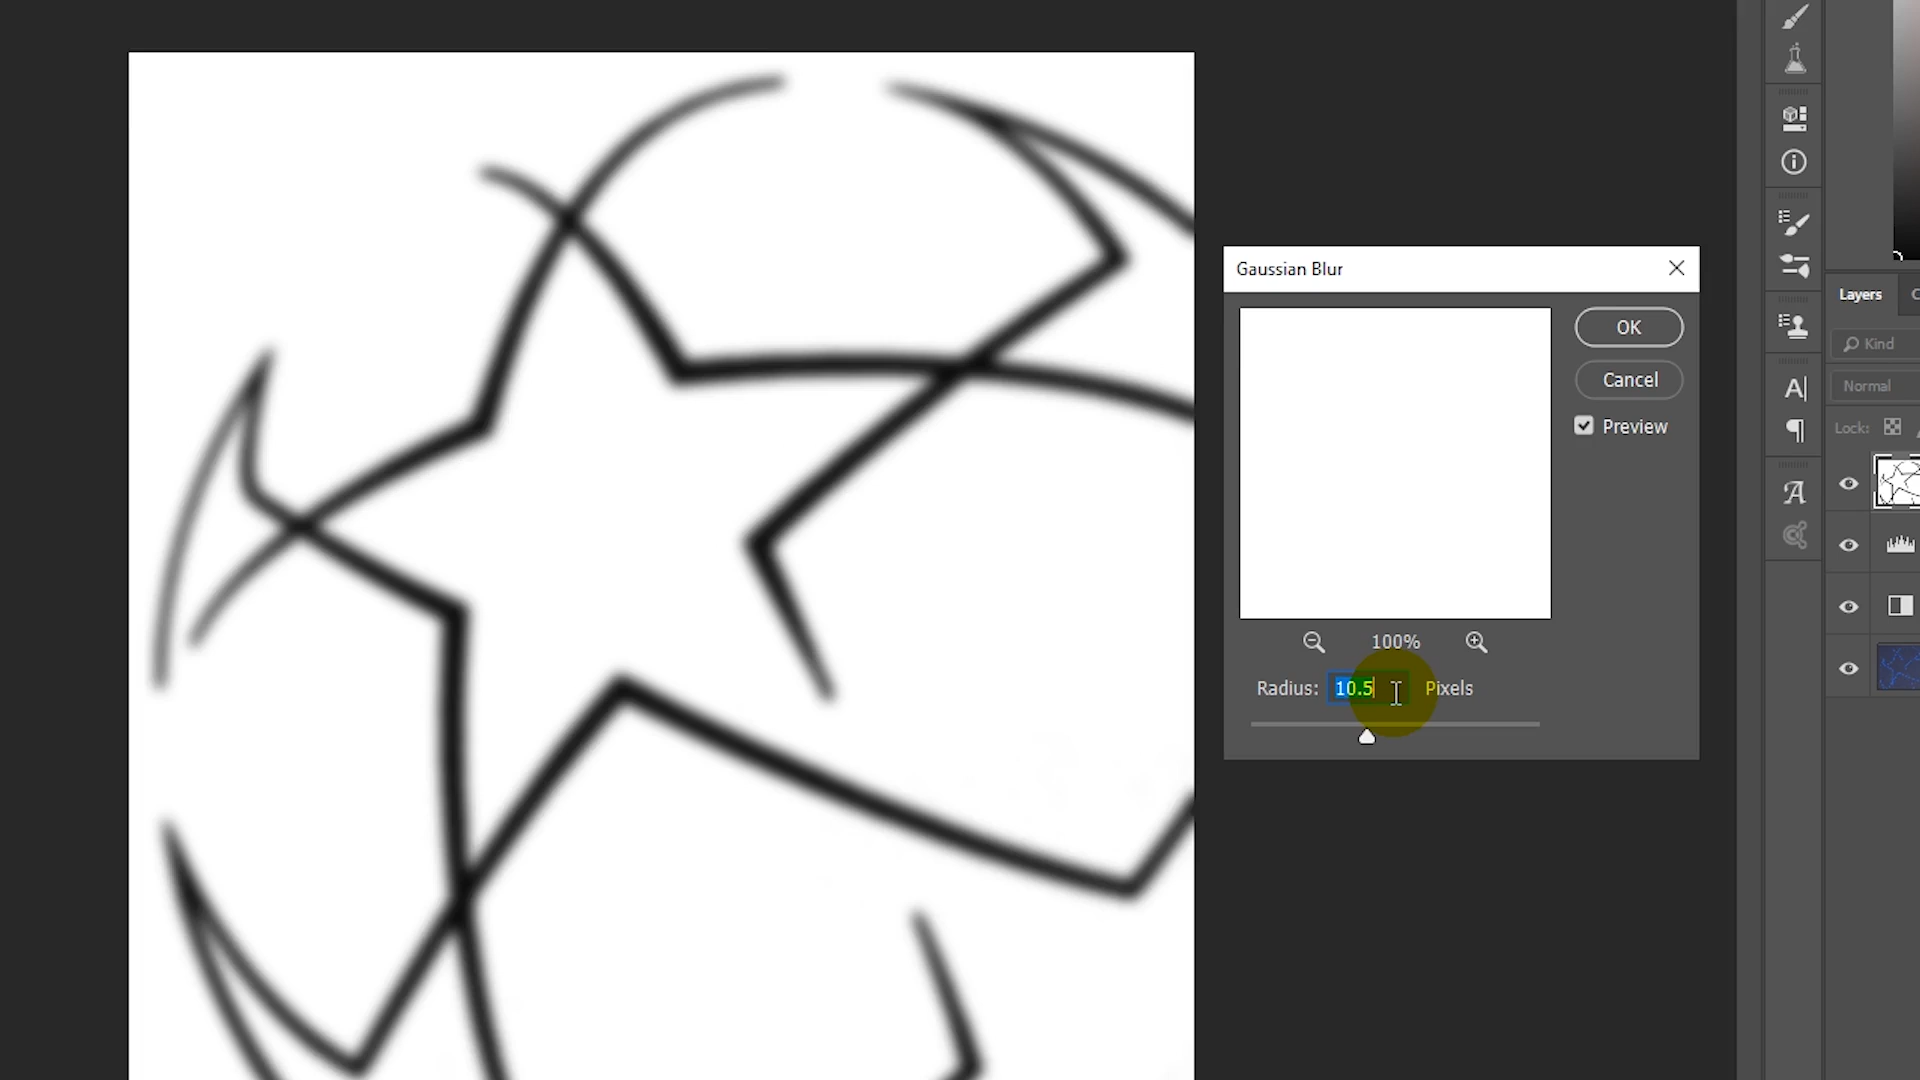 Gaussian Blur
OK
Cancel
Preview
100%
Radius: 10.5 Pixels
Layers C
Kind
Normal
Lock: